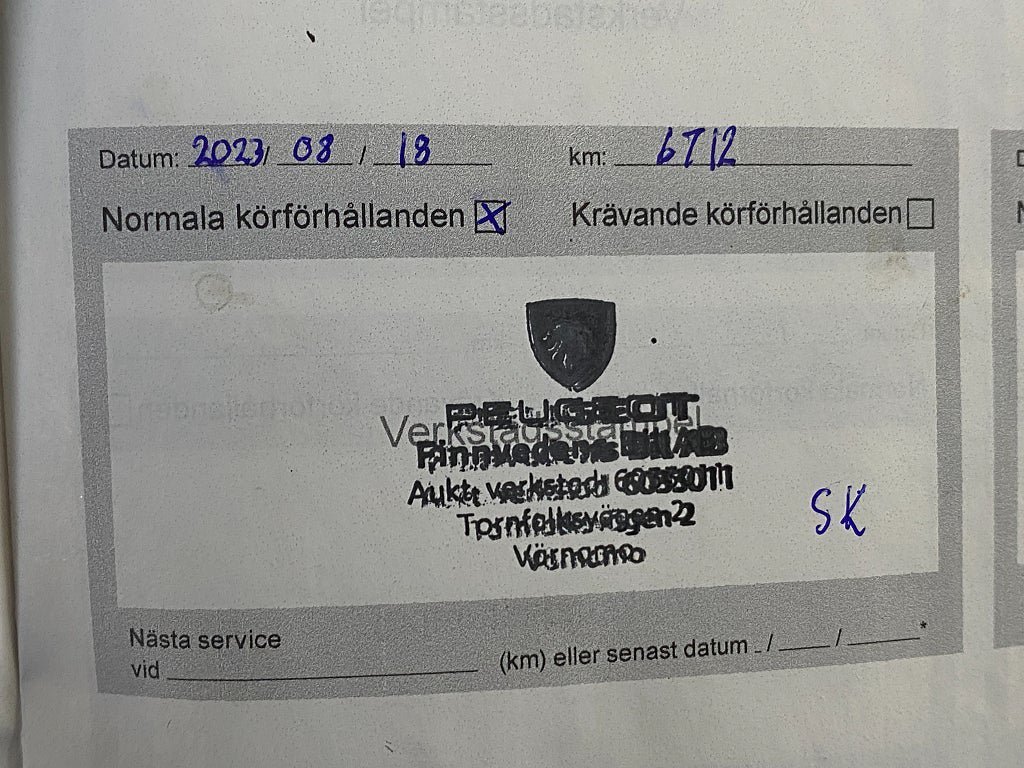 Datum: 2023/ 08 / 18 km: 6712
Normala körförhållanden Krävande körförhållanden
PEUGEOT
Verkstadsstämpel
Finnvedens Bil AB
Aukt. verkstad
2
Värnamo
SK
Nästa service
vid (km) eller senast datum / / *